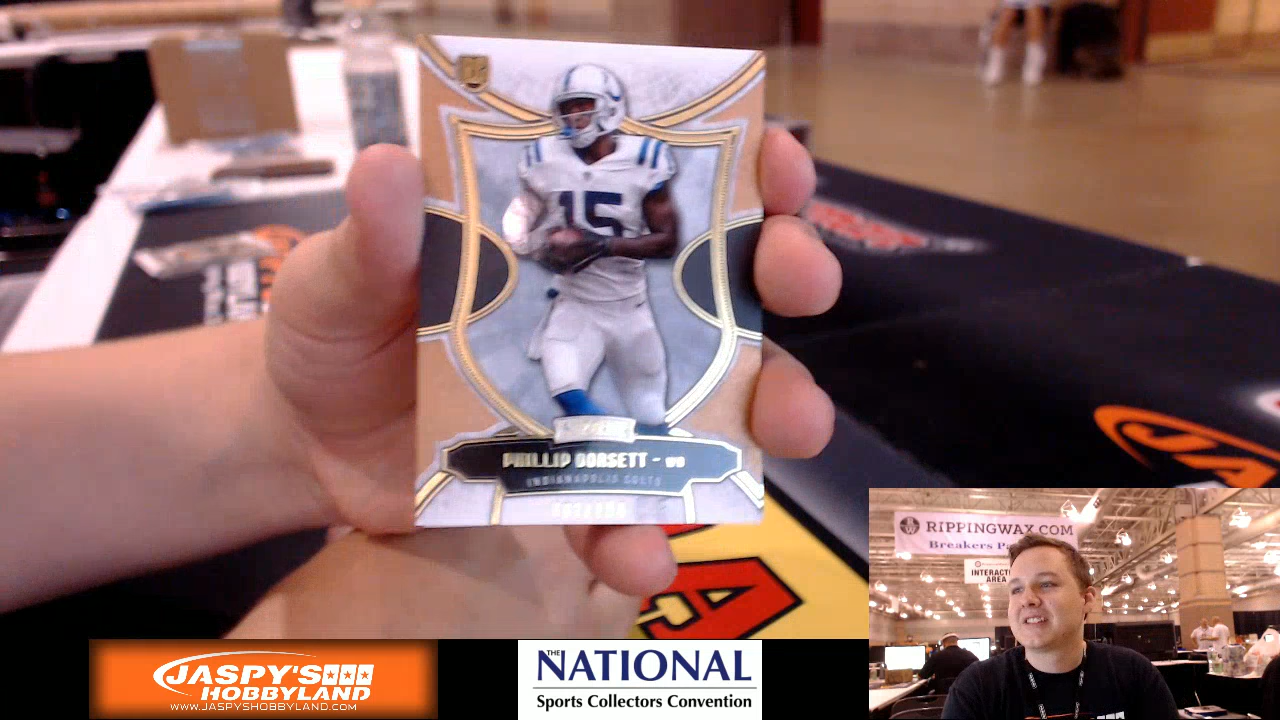 RC
15
PHILLIP DORSETT - WR
INDIANAPOLIS COLTS
RIPPINGWAX.COM
Breakers
INTERACT
AREA
JASPY'S
HOBBYLAND
WWW.JASPYSHOBBYLAND.COM
THE
NATIONAL
Sports Collectors Convention